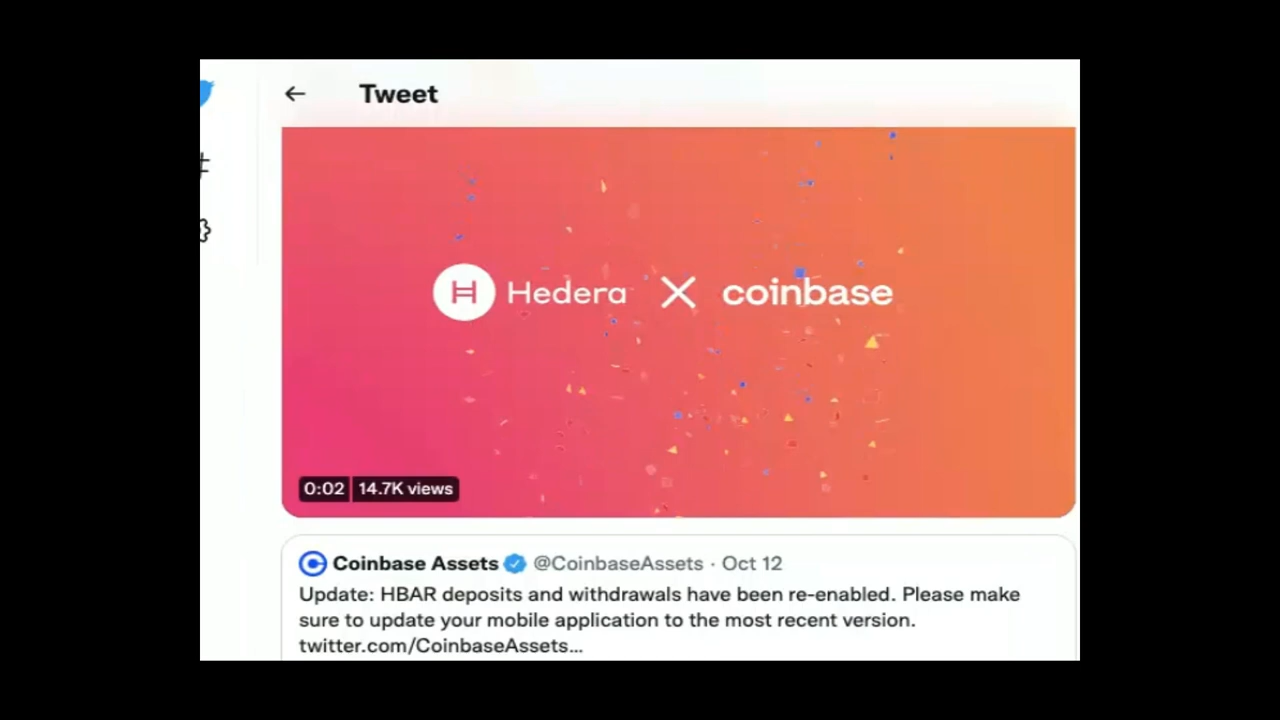 Tweet
H Hedera X coinbase
0:02 14.7K views
Coinbase Assets @CoinbaseAssets · Oct 12
Update: HBAR deposits and withdrawals have been re-enabled. Please make
sure to update your mobile application to the most recent version.
twitter.com/CoinbaseAssets...